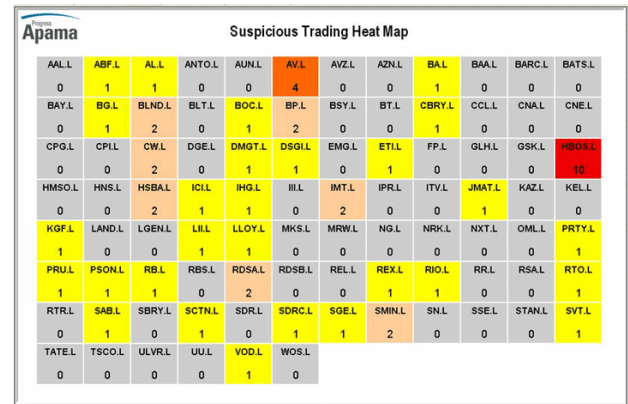 Progress
Apama
Suspicious Trading Heat Map
AAL.L ABF.L AL.L ANTO.L AUN.L AV.L AVZ.L AZN.L BA.L BAA.L BARC.L BATS.L
0 1 1 0 0 4 0 0 1 0 0 0
BAY.L BG.L BLND.L BLT.L BOC.L BP.L BSY.L BT.L CBRY.L CCL.L CNA.L CNE.L
0 1 2 0 1 2 0 0 1 0 0 0
CPG.L CPI.L CW.L DGE.L DMGT.L DSGI.L EMG.L ETI.L FP.L GLH.L GSK.L HBOS.L
0 0 2 0 1 1 0 1 0 0 0 10
HMSO.L HNS.L HSBA.L ICI.L IHG.L III.L IMT.L IPR.L ITV.L JMAT.L KAZ.L KEL.L
0 0 2 1 1 0 2 0 0 1 0 0
KGF.L LAND.L LGEN.L LII.L LLOY.L MKS.L MRW.L NG.L NRK.L NXT.L OML.L PRTY.L
1 0 0 1 1 0 0 0 0 0 0 1
PRU.L PSON.L RB.L RBS.L RDSA.L RDSB.L REL.L REX.L RIO.L RR.L RSA.L RTO.L
1 1 1 0 2 0 0 1 1 0 0 1
RTR.L SAB.L SBRY.L SCTN.L SDR.L SDRC.L SGE.L SMIN.L SN.L SSE.L STAN.L SVT.L
0 1 0 1 0 1 1 2 0 0 0 1
TATE.L TSCO.L ULVR.L UU.L VOD.L WOS.L
0 0 0 0 1 0